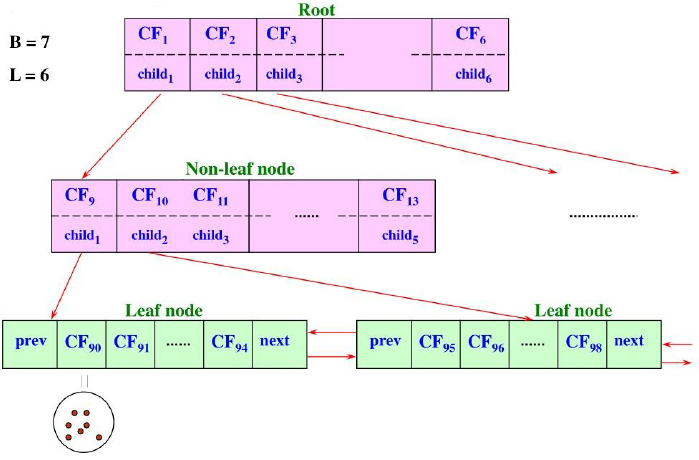 Root
B = 7
L = 6
CF1 CF2 CF3 CF6
child1 child2 child3 child6
Non-leaf node
CF9 CF10 CF11 ...... CF13
child1 child2 child3 child5
Leaf node Leaf node
prev CF90 CF91 ...... CF94 next prev CF95 CF96 ...... CF98 next